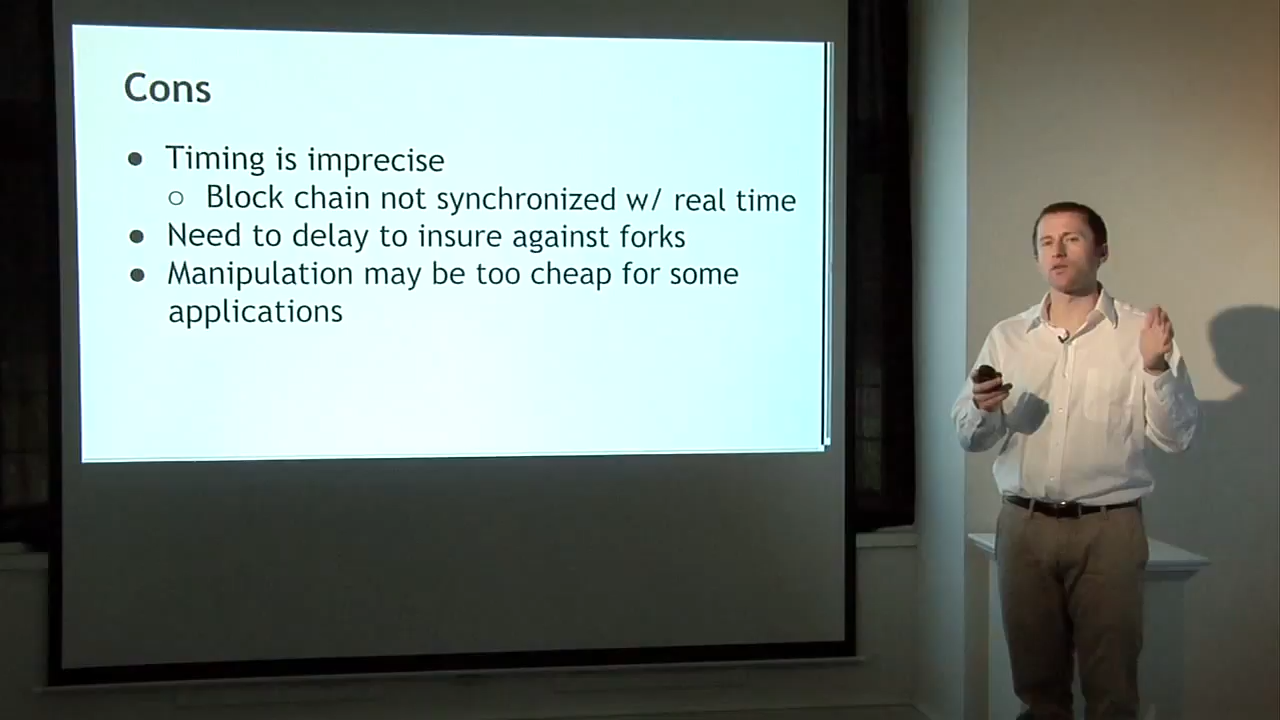 Cons
● Timing is imprecise
○ Block chain not synchronized w/ real time
● Need to delay to insure against forks
● Manipulation may be too cheap for some
applications